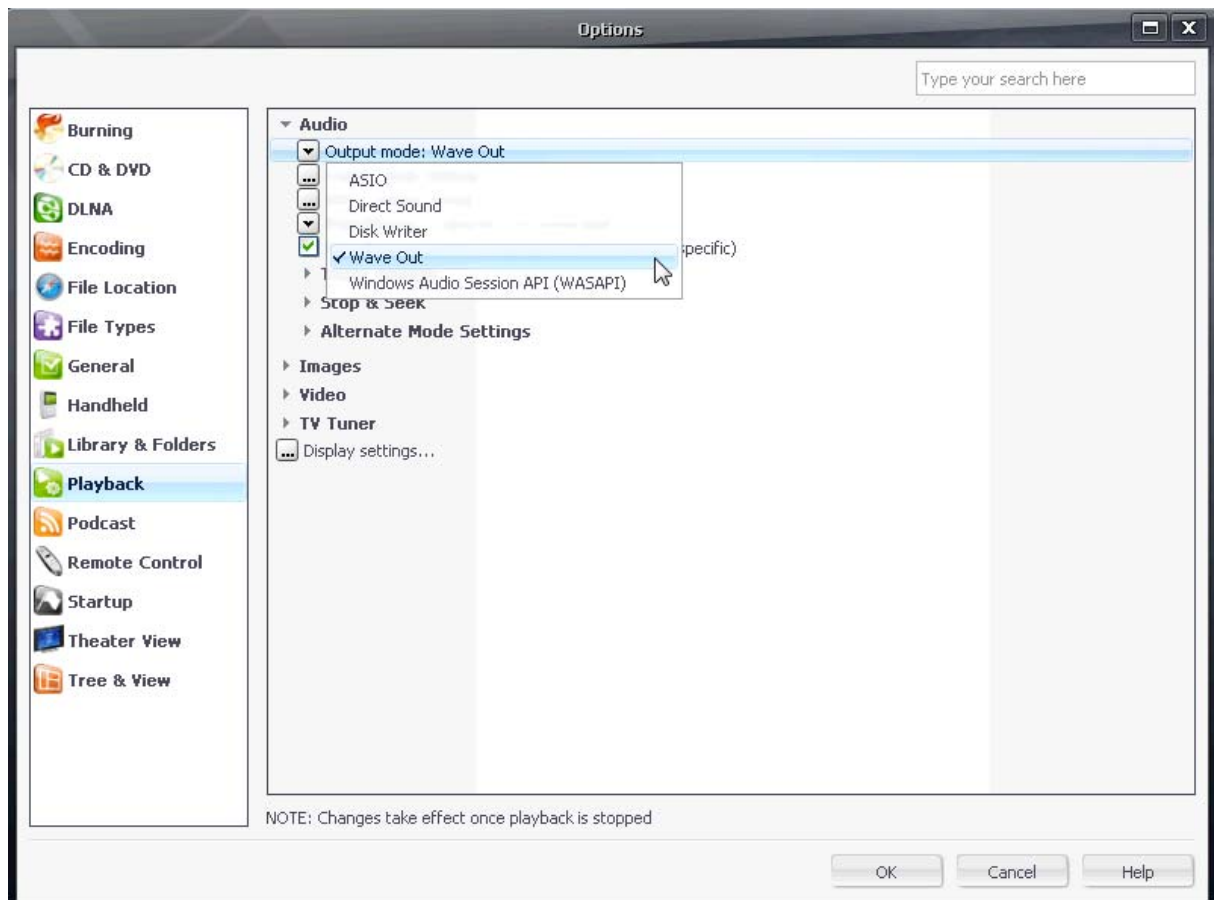 Options
Type your search here
Burning
CD & DVD
DLNA
Encoding
File Location
File Types
General
Handheld
Library & Folders
Playback
Podcast
Remote Control
Startup
Theater View
Tree & View
Audio
Output mode: Wave Out
ASIO
Direct Sound
Disk Writer
Wave Out
Windows Audio Session API (WASAPI)
Stop & Seek
Alternate Mode Settings
Images
Video
TV Tuner
Display settings...
NOTE: Changes take effect once playback is stopped
OK
Cancel
Help